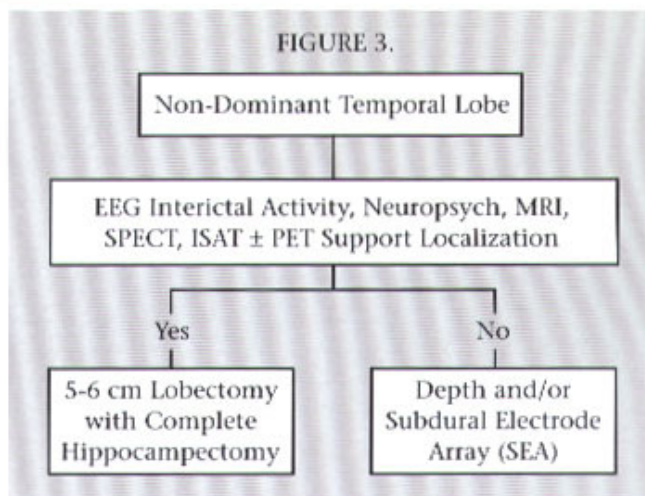 FIGURE 3.
Non-Dominant Temporal Lobe
EEG Interictal Activity, Neuropsych, MRI,
SPECT, ISAT ± PET Support Localization
Yes
No
5-6 cm Lobectomy
with Complete
Hippocampectomy
Depth and/or
Subdural Electrode
Array (SEA)